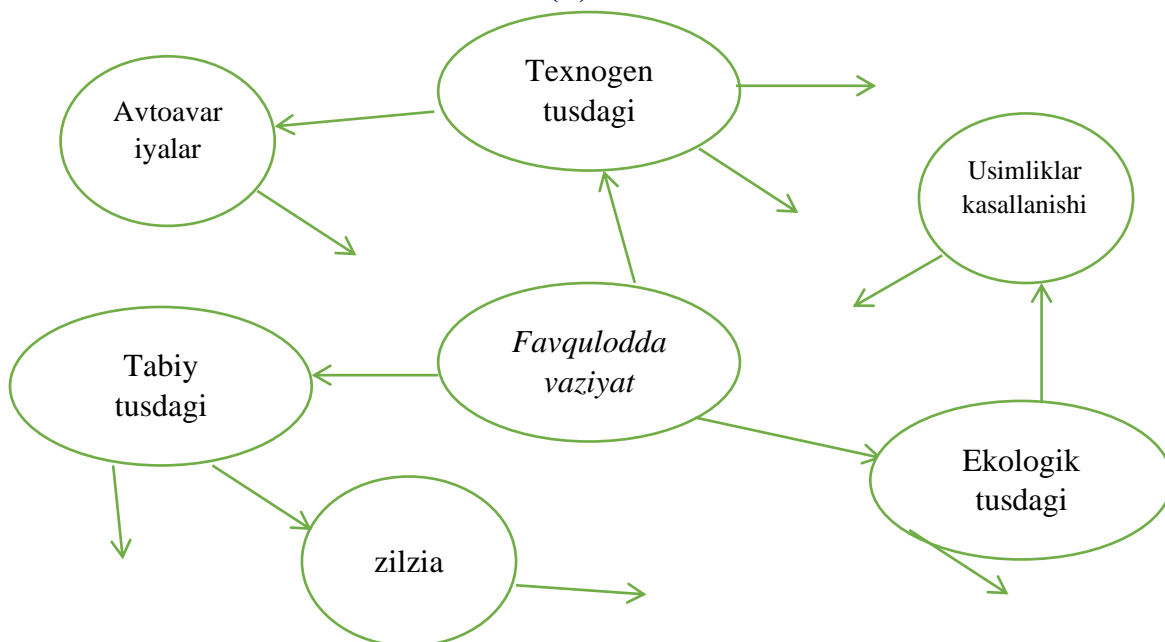 Texnogen
tusdagi
Avtoavar
iyalar
Usimliklar
kasallanishi
Favqulodda
vaziyat
Tabiy
tusdagi
Ekologik
tusdagi
zilzia